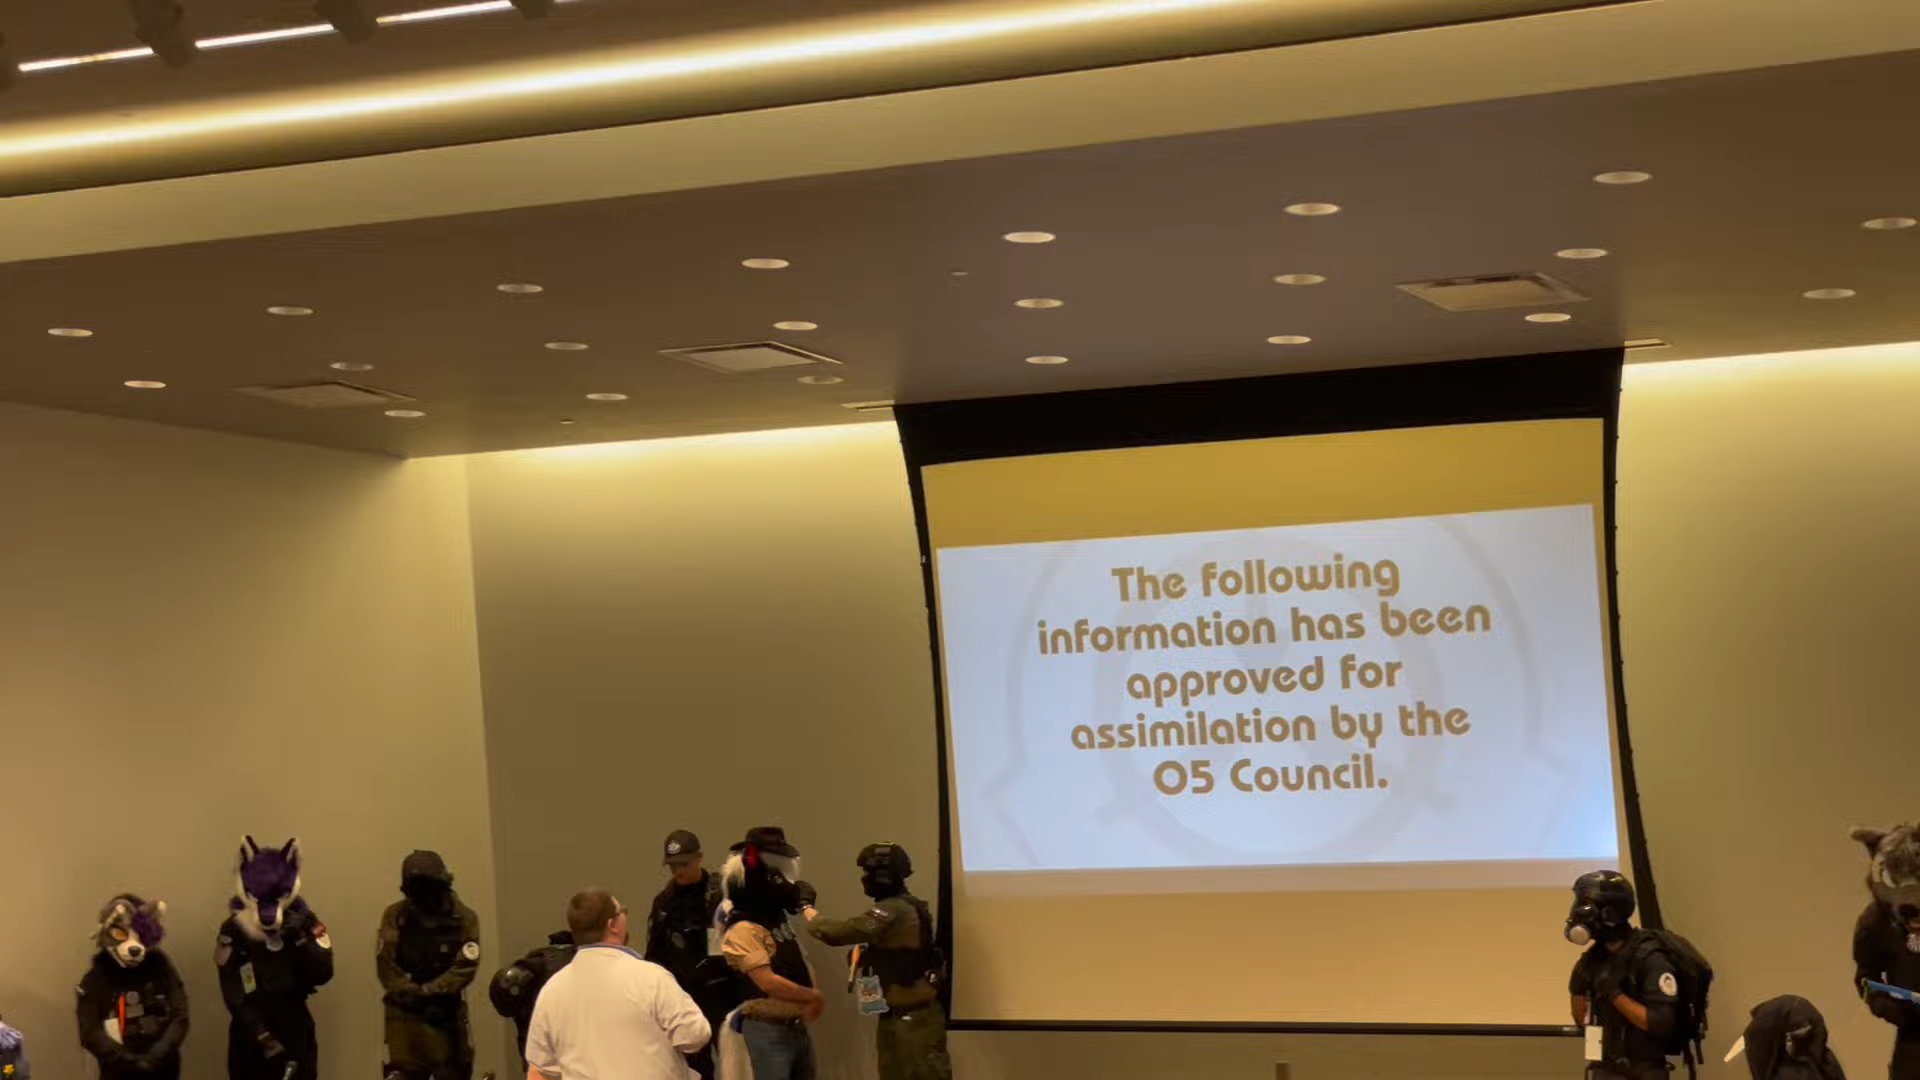 The following
information has been
approved for
assimilation by the
O5 Council.